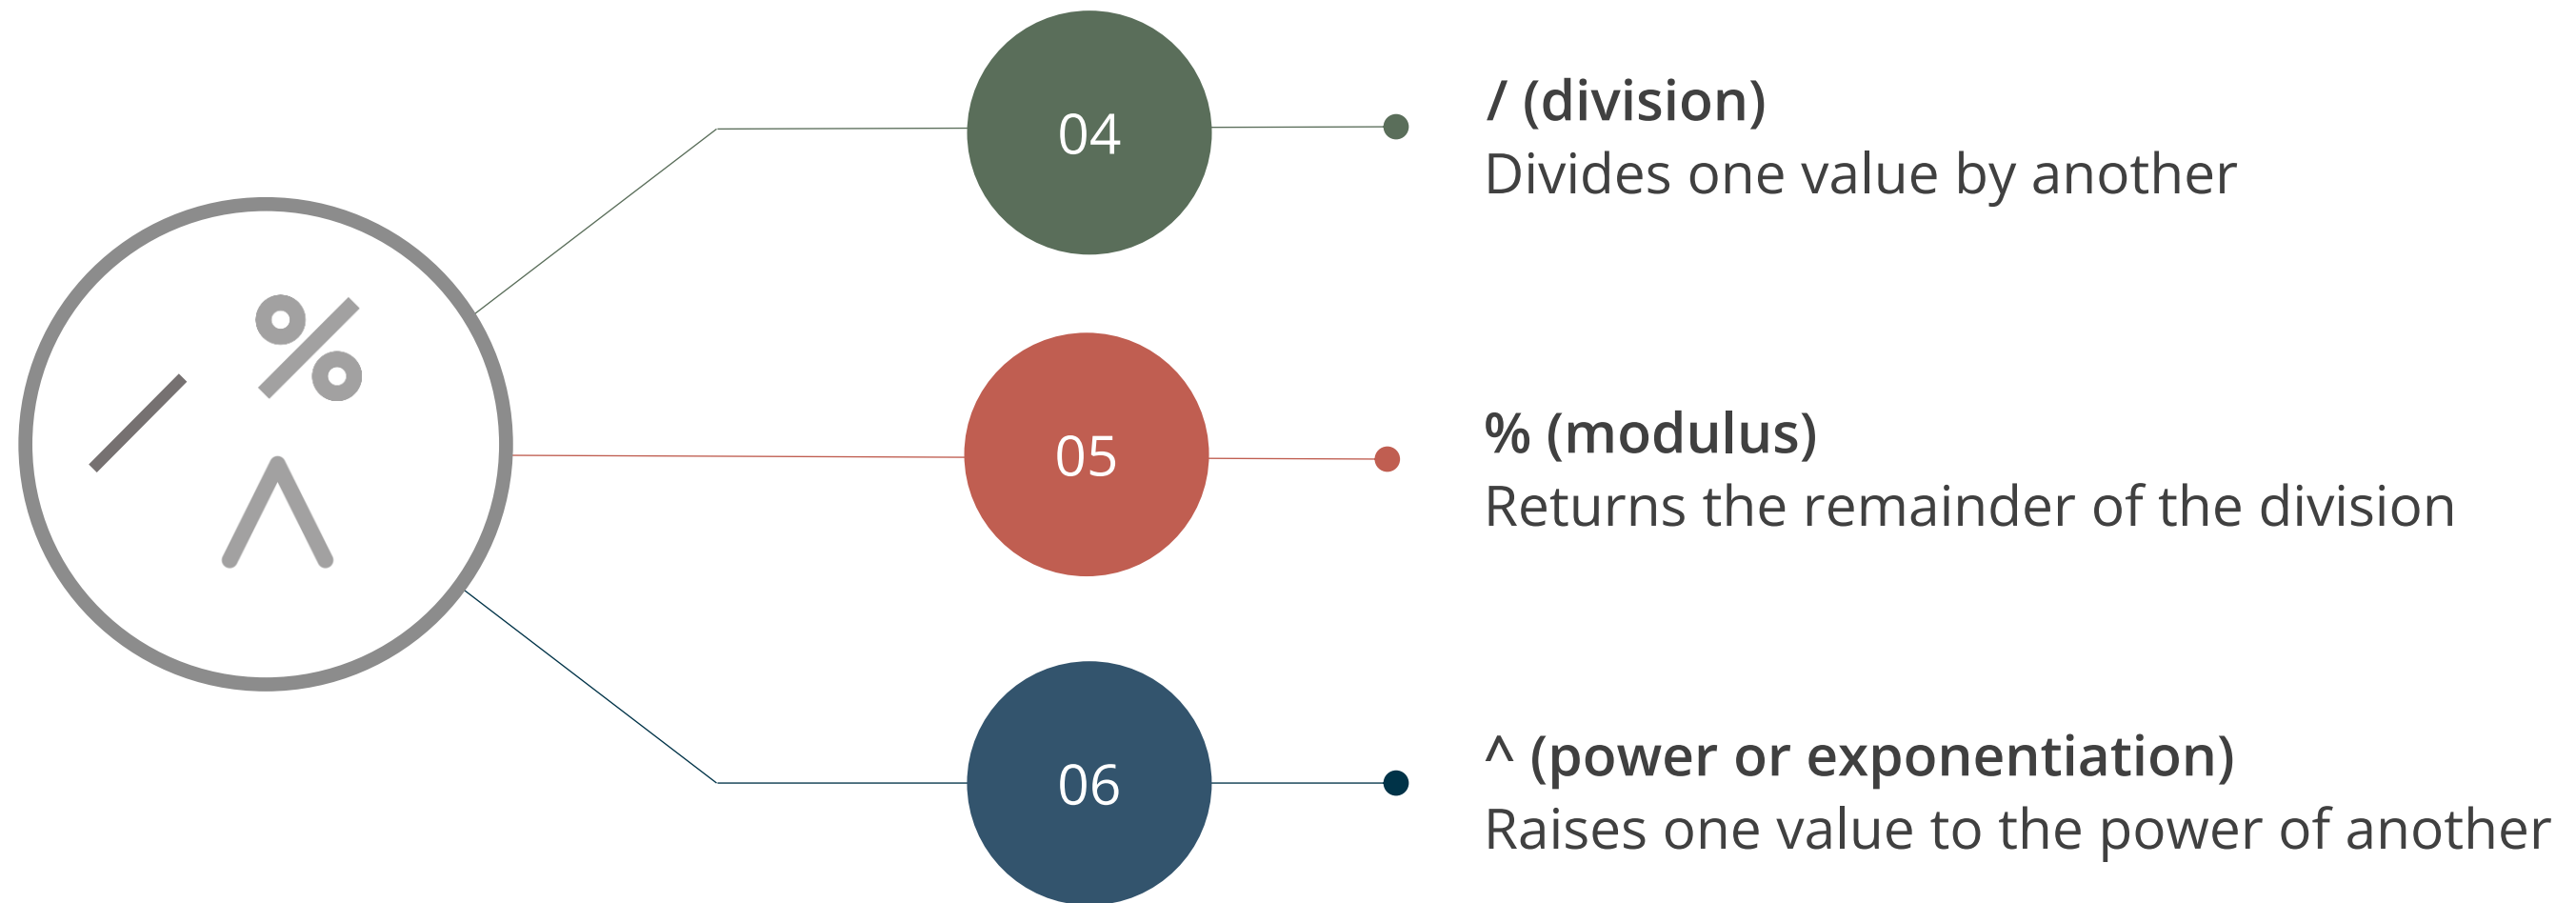 04
/ (division)
Divides one value by another
05
% (modulus)
Returns the remainder of the division
06
^ (power or exponentiation)
Raises one value to the power of another
/
%
^